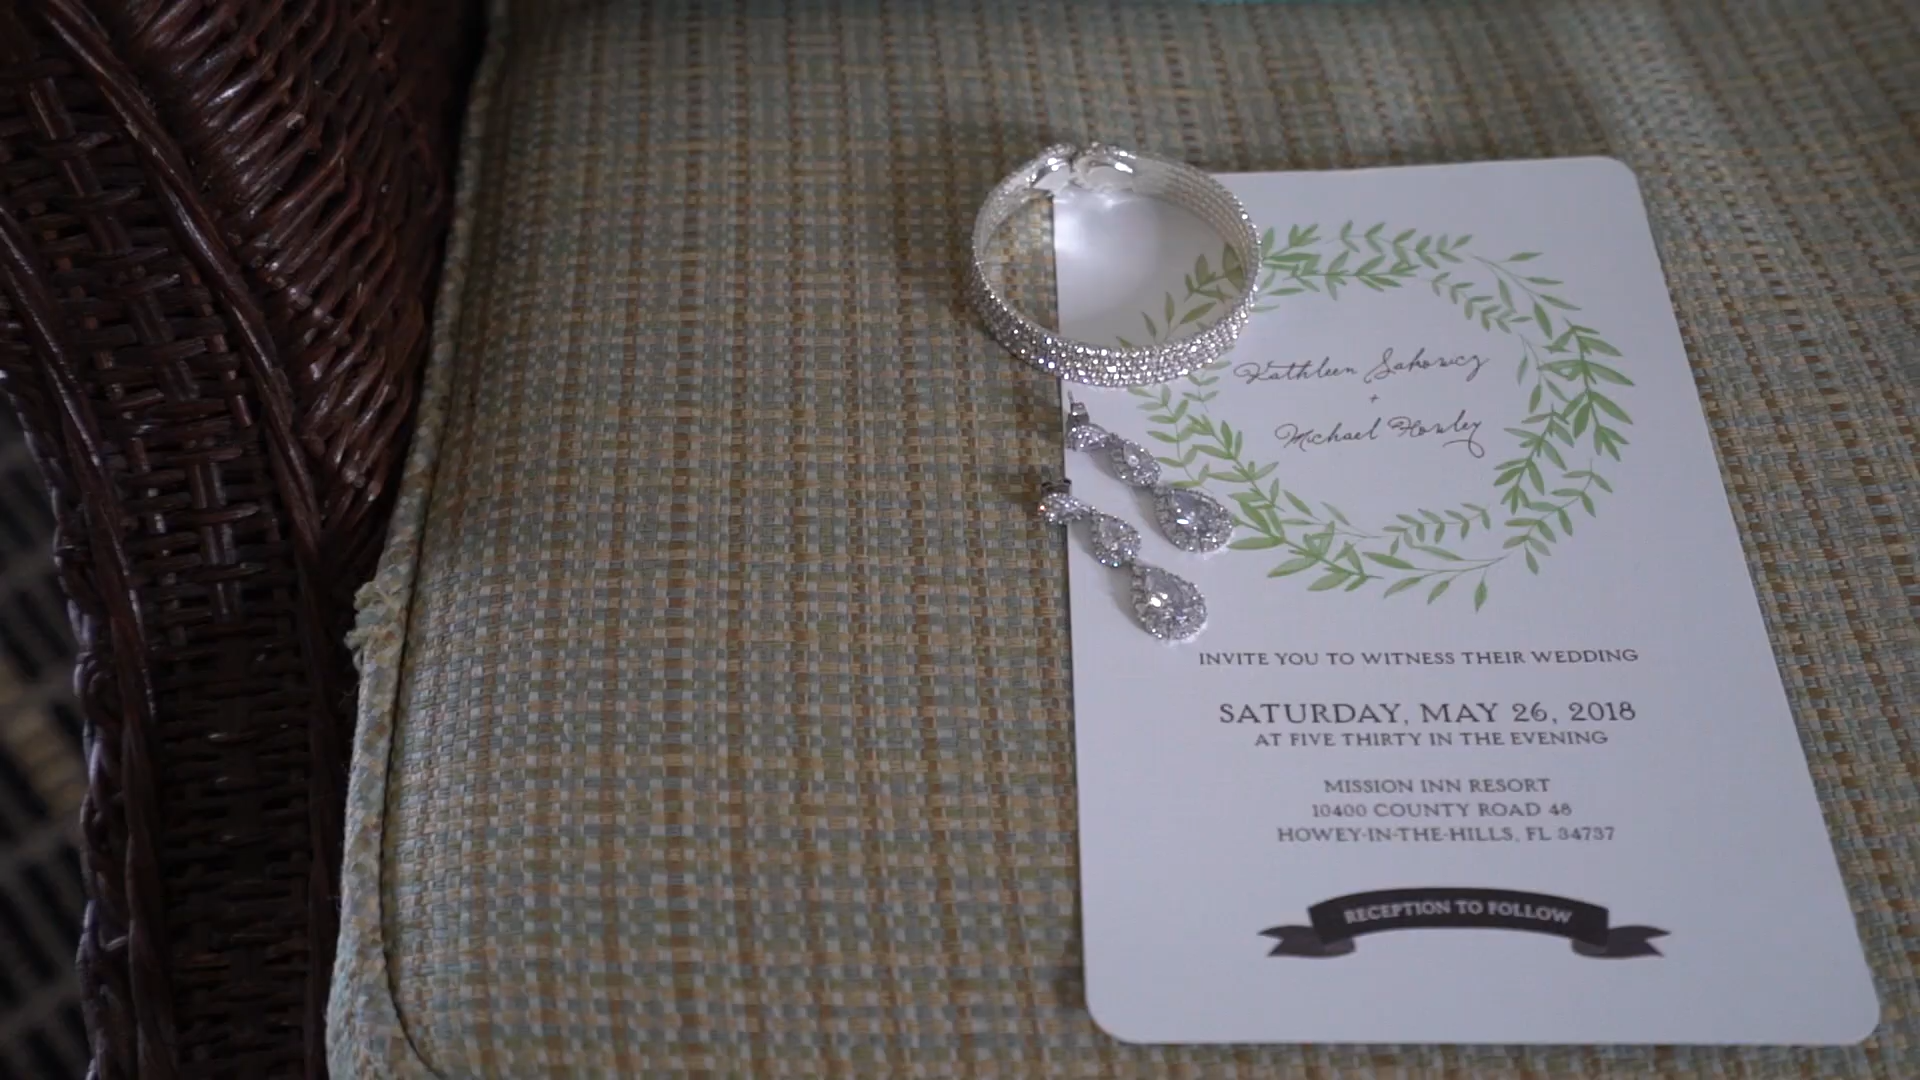 Kathleen Sakowicz
+
Michael Howley
INVITE YOU TO WITNESS THEIR WEDDING
SATURDAY, MAY 26, 2018
AT FIVE THIRTY IN THE EVENING
MISSION INN RESORT
10400 COUNTY ROAD 48
HOWEY-IN-THE-HILLS, FL 34737
RECEPTION TO FOLLOW